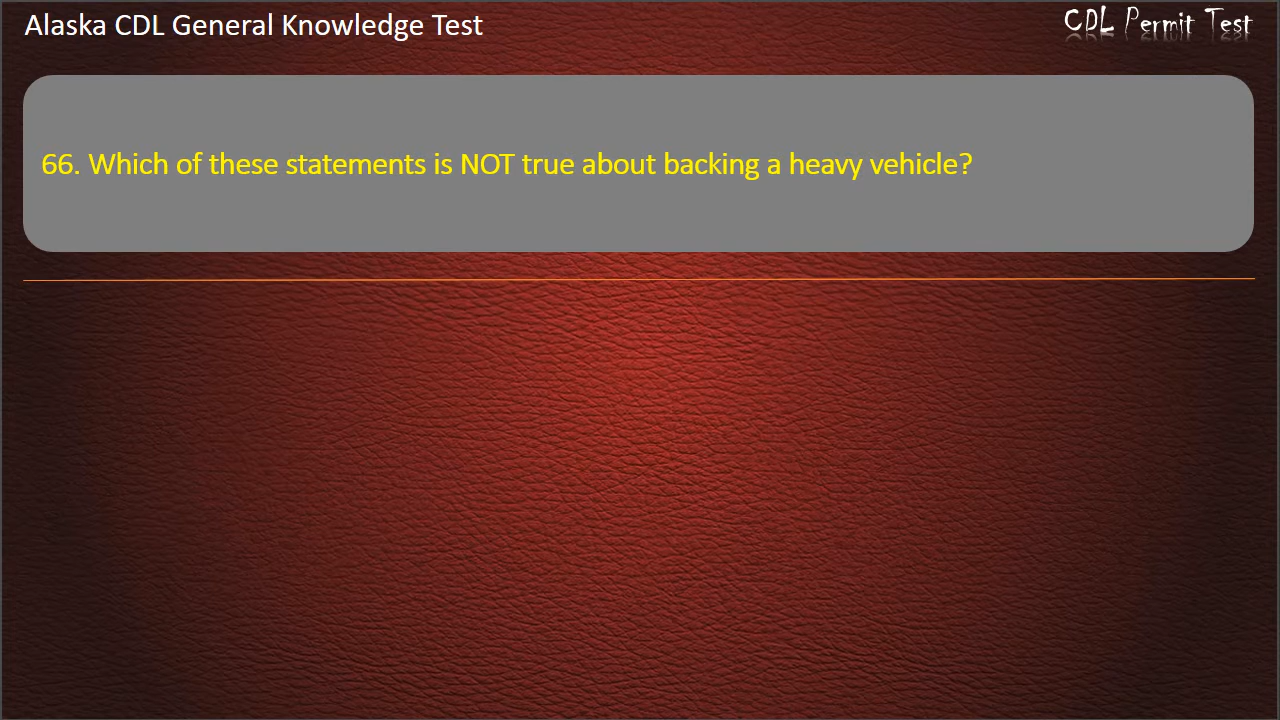 Alaska CDL General Knowledge Test
CDL Permit Test
66. Which of these statements is NOT true about backing a heavy vehicle?